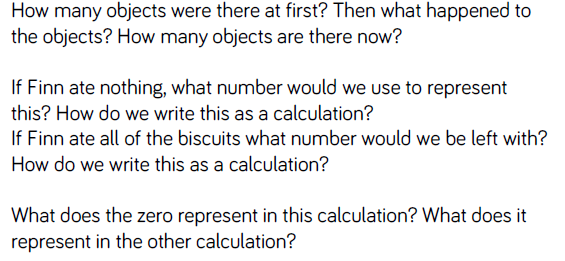 How many objects were there at first? Then what happened to
the objects? How many objects are there now?
If Finn ate nothing, what number would we use to represent
this? How do we write this as a calculation?
If Finn ate all of the biscuits what number would we be left with?
How do we write this as a calculation?
What does the zero represent in this calculation? What does it
represent in the other calculation?